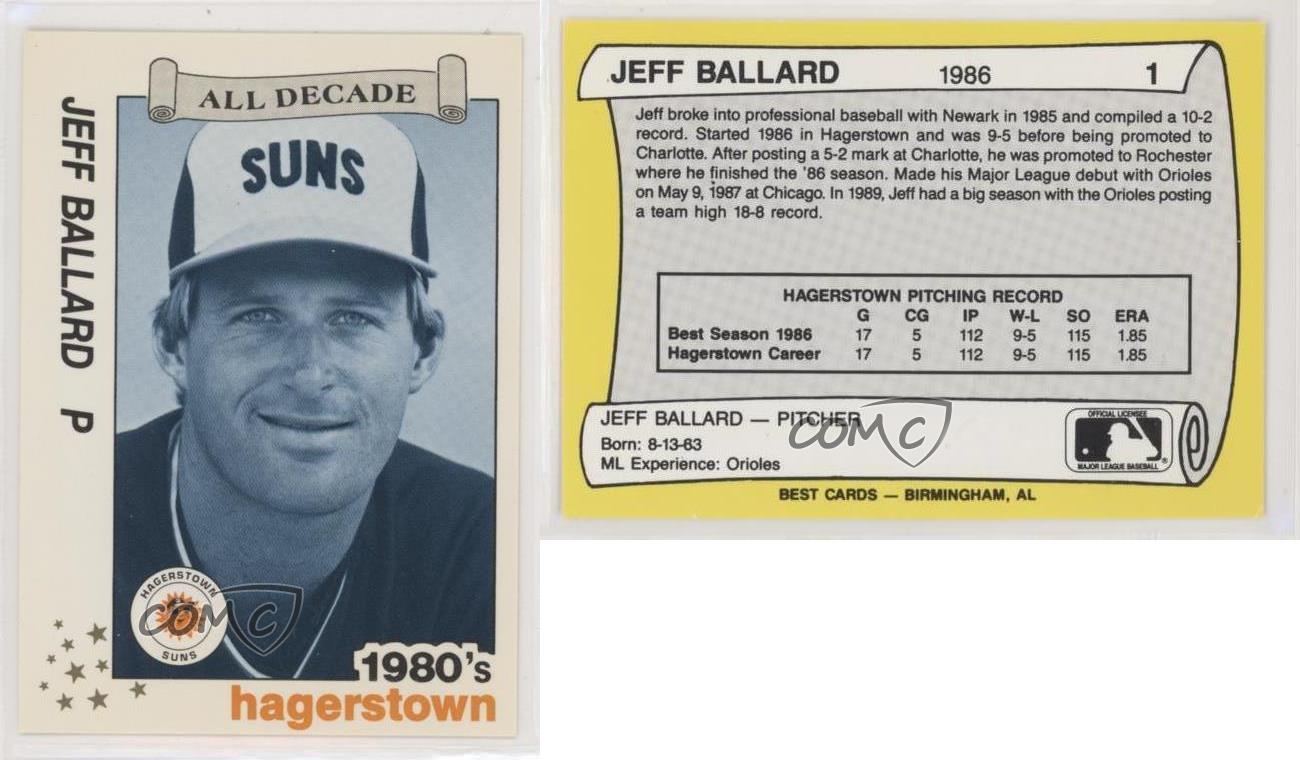 ALL DECADE
JEFF BALLARD P
SUNS
HAGERSTOWN
SUNS
COMC
1980's
hagerstown
JEFF BALLARD 1986 1
Jeff broke into professional baseball with Newark in 1985 and compiled a 10-2
record. Started 1986 in Hagerstown and was 9-5 before being promoted to
Charlotte. After posting a 5-2 mark at Charlotte, he was promoted to Rochester
where he finished the '86 season. Made his Major League debut with Orioles
on May 9, 1987 at Chicago. In 1989, Jeff had a big season with the Orioles posting
a team high 18-8 record.
HAGERSTOWN PITCHING RECORD
G CG IP W-L SO ERA
Best Season 1986 17 5 112 9-5 115 1.85
Hagerstown Career 17 5 112 9-5 115 1.85
JEFF BALLARD — PITCHER
COMC
Born: 8-13-63
ML Experience: Orioles
OFFICIAL LICENSEE
MAJOR LEAGUE BASEBALL ®
BEST CARDS — BIRMINGHAM, AL